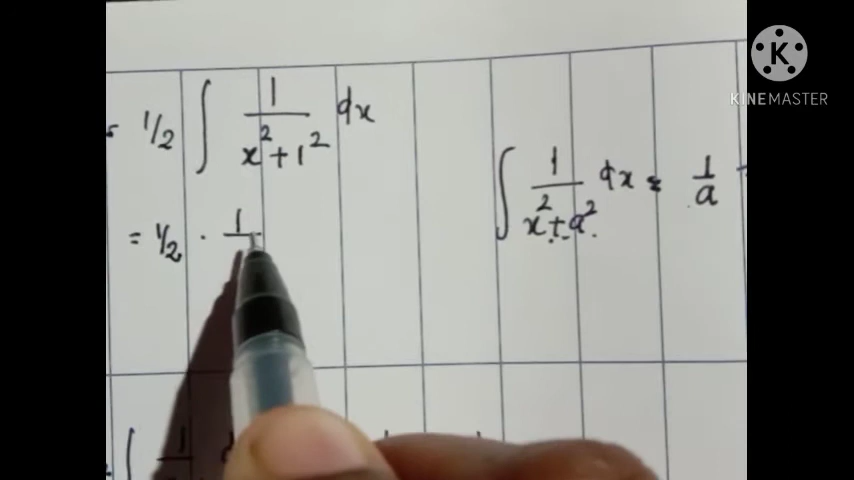 = 1/2 ∫ 1/(x²+1²) dx
∫ 1/(x²+a²) dx = 1/a
= 1/2 · 1
KINEMASTER